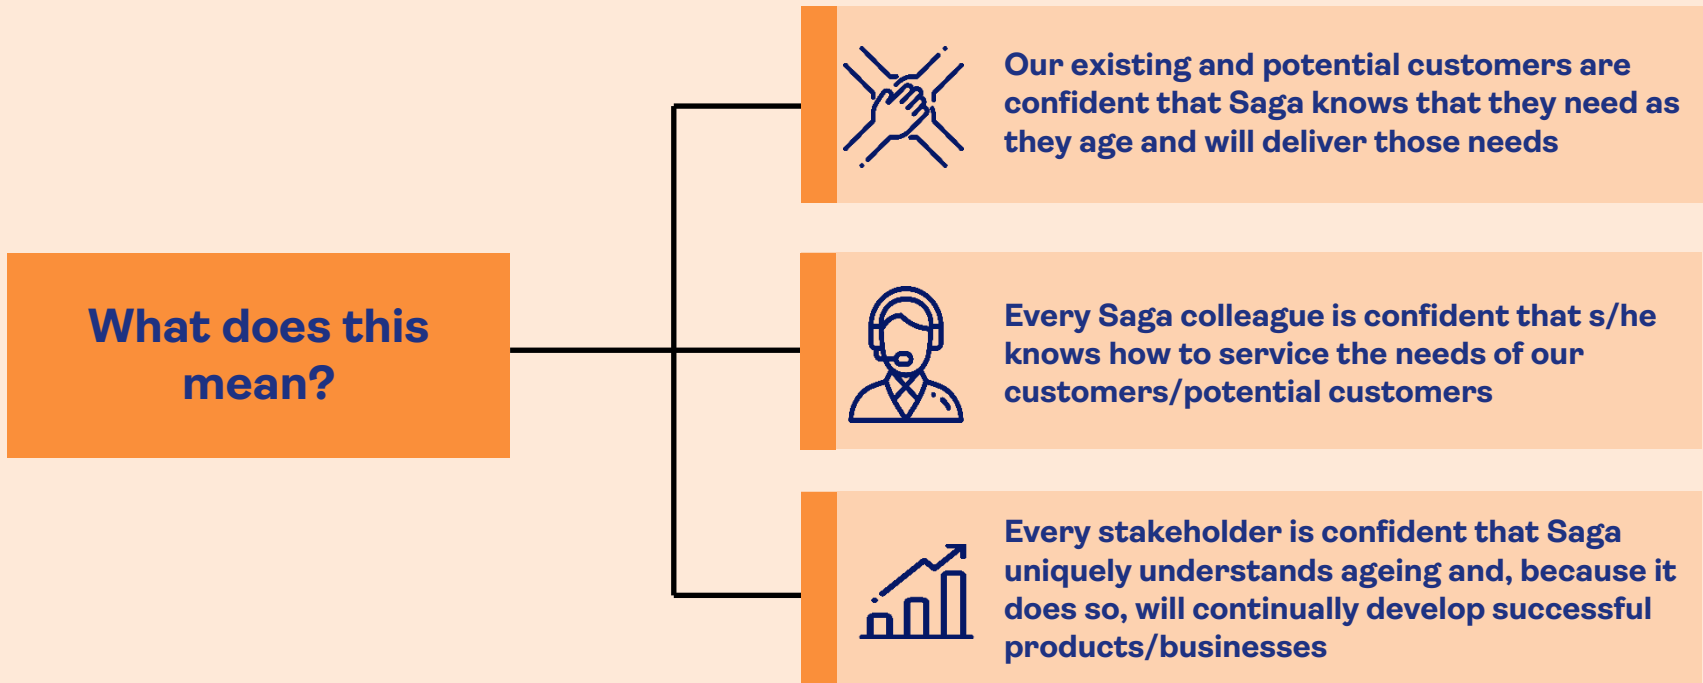 What does this
mean?
Our existing and potential customers are
confident that Saga knows that they need as
they age and will deliver those needs
Every Saga colleague is confident that s/he
knows how to service the needs of our
customers/potential customers
Every stakeholder is confident that Saga
uniquely understands ageing and, because it
does so, will continually develop successful
products/businesses